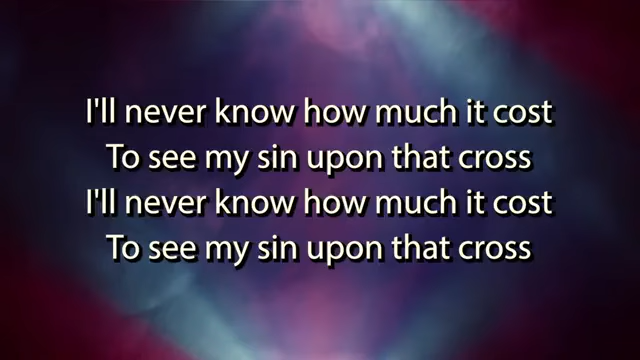 I'll never know how much it cost
To see my sin upon that cross
I'll never know how much it cost
To see my sin upon that cross